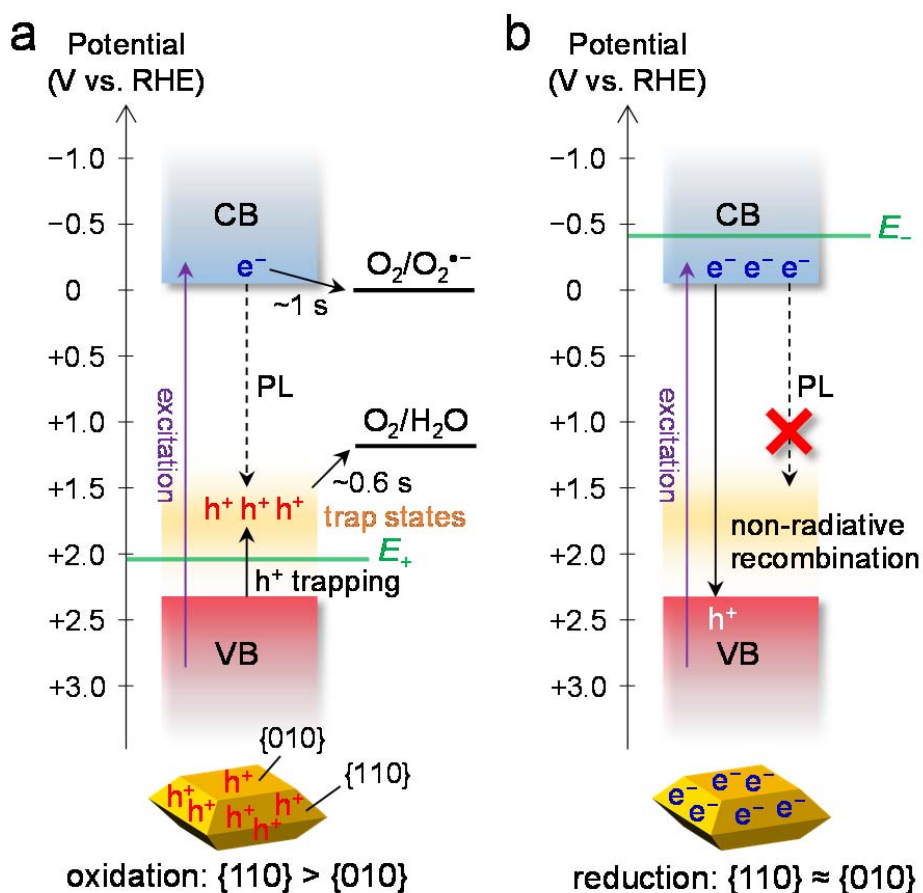 a
Potential
(V vs. RHE)
−1.0
−0.5
0
+0.5
+1.0
+1.5
+2.0
+2.5
+3.0
CB
e⁻
O₂/O₂•⁻
~1 s
PL
excitation
O₂/H₂O
~0.6 s
h⁺ h⁺ h⁺
trap states
E₊
h⁺ trapping
VB
{010}
{110}
h⁺
h⁺
h⁺
h⁺
h⁺
h⁺
oxidation: {110} > {010}
b
Potential
(V vs. RHE)
−1.0
−0.5
0
+0.5
+1.0
+1.5
+2.0
+2.5
+3.0
CB
E₋
e⁻ e⁻ e⁻
excitation
non-radiative
recombination
h⁺
VB
e⁻ e⁻
e⁻
e⁻
e⁻
e⁻
e⁻
reduction: {110} ≈ {010}